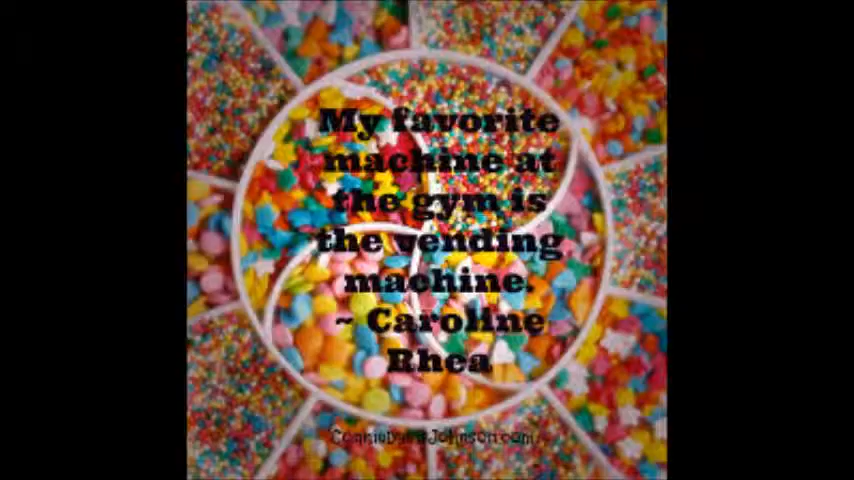 My favorite
machine at
the gym is
the vending
machine.
~ Caroline
Rhea